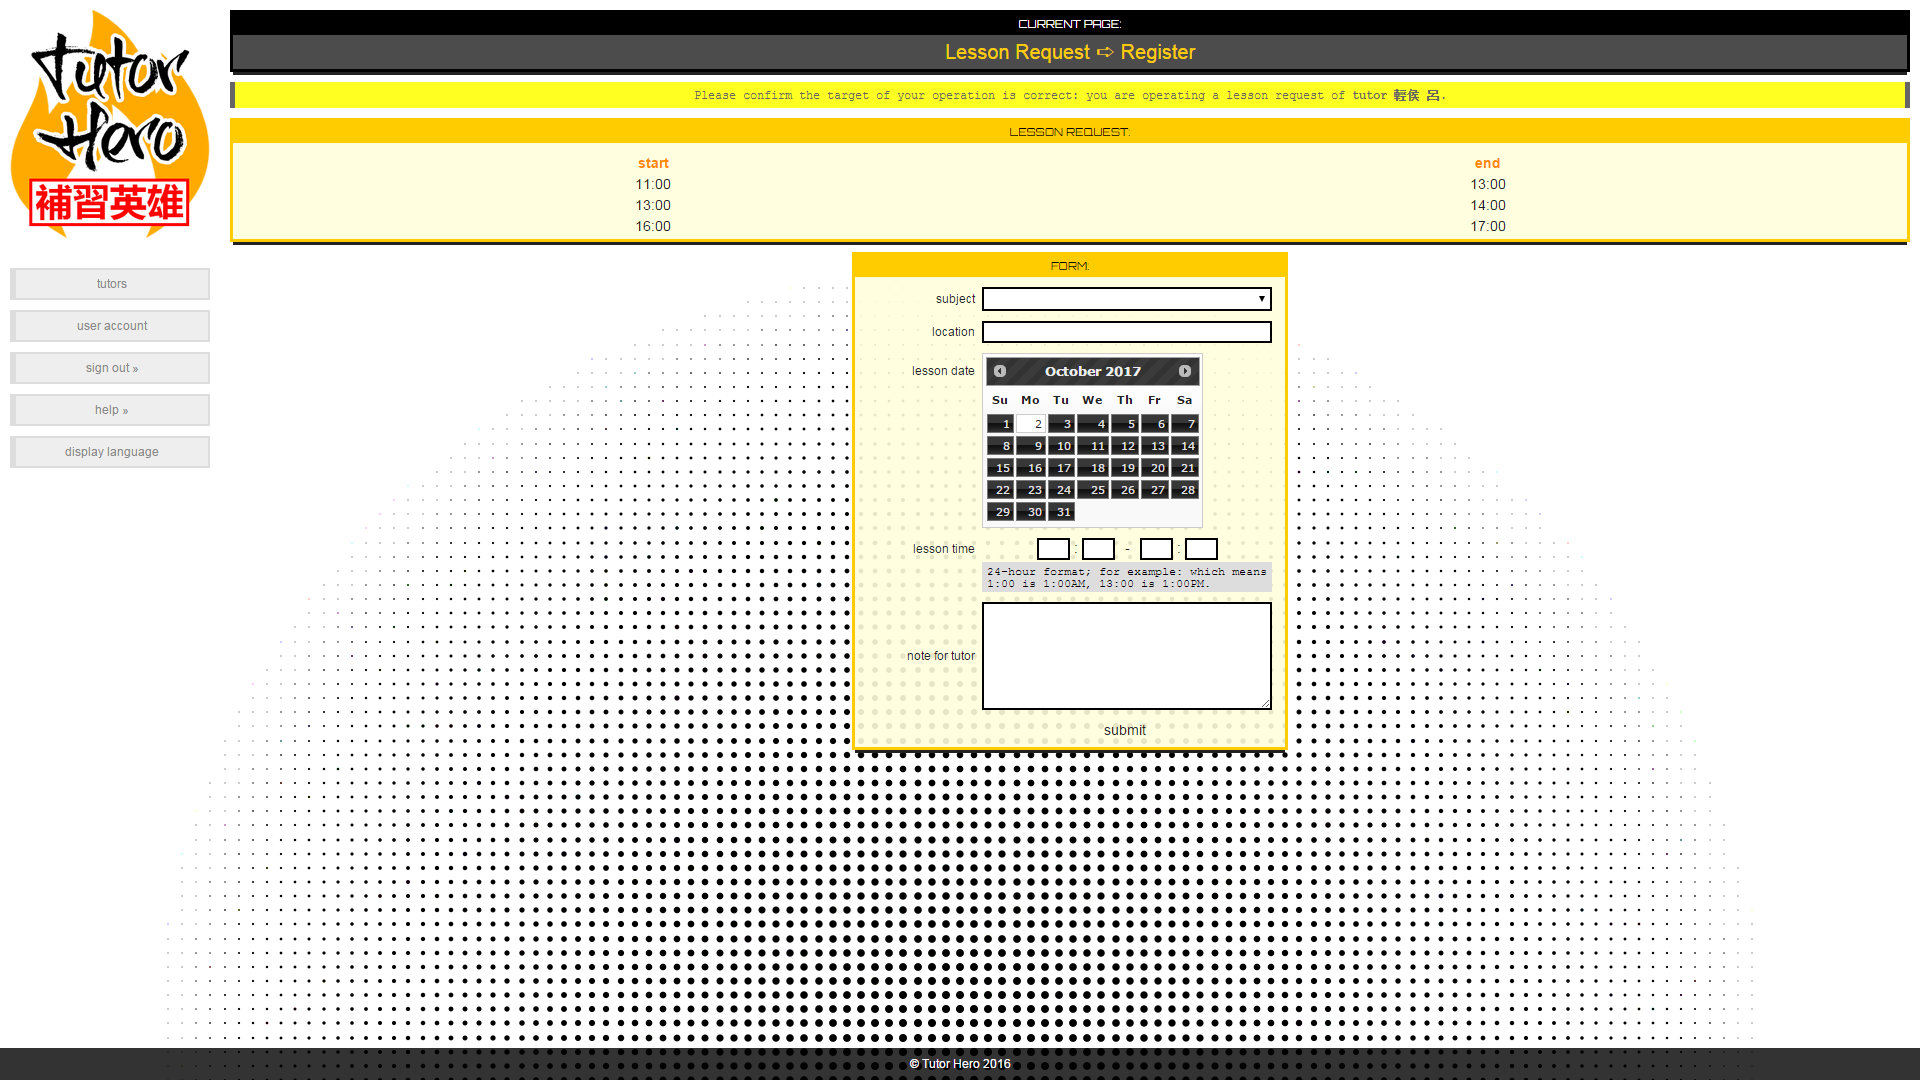 Tutor
Hero
補習英雄
tutors
user account
sign out »
help »
display language
CURRENT PAGE:
Lesson Request ➪ Register
Please confirm the target of your operation is correct: you are operating a lesson request of tutor 輕侯 呂.
LESSON REQUEST:
start end
11:00 13:00
13:00 14:00
16:00 17:00
FORM:
subject
location
lesson date
October 2017
Su Mo Tu We Th Fr Sa
1 2 3 4 5 6 7
8 9 10 11 12 13 14
15 16 17 18 19 20 21
22 23 24 25 26 27 28
29 30 31
lesson time : - :
24-hour format; for example: which means
1:00 is 1:00AM, 13:00 is 1:00PM.
note for tutor
submit
© Tutor Hero 2016